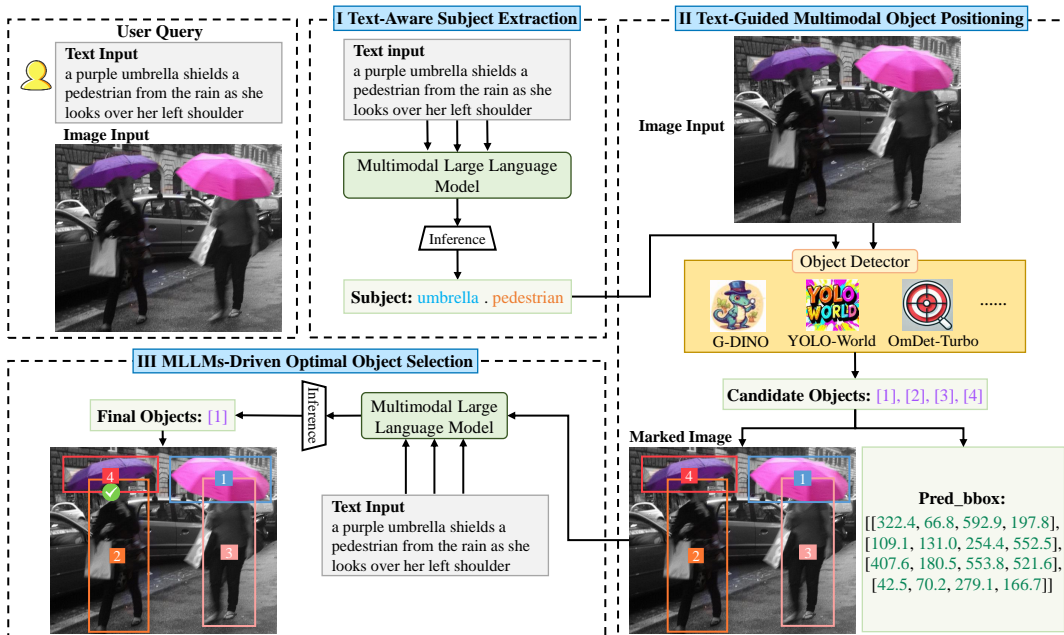 User Query
Text Input
a purple umbrella shields a
pedestrian from the rain as she
looks over her left shoulder
Image Input
I Text-Aware Subject Extraction
Text input
a purple umbrella shields a
pedestrian from the rain as she
looks over her left shoulder
Multimodal Large Language
Model
Inference
Subject: umbrella . pedestrian
II Text-Guided Multimodal Object Positioning
Image Input
Object Detector
YOLO
WORLD
......
G-DINO
YOLO-World
OmDet-Turbo
Candidate Objects: [1], [2], [3], [4]
Marked Image
4
1
2
3
Pred_bbox:
[[322.4, 66.8, 592.9, 197.8],
[109.1, 131.0, 254.4, 552.5],
[407.6, 180.5, 553.8, 521.6],
[42.5, 70.2, 279.1, 166.7]]
III MLLMs-Driven Optimal Object Selection
Multimodal Large
Language Model
Inference
Final Objects: [1]
Text Input
a purple umbrella shields a
pedestrian from the rain as she
looks over her left shoulder
4
1
2
3